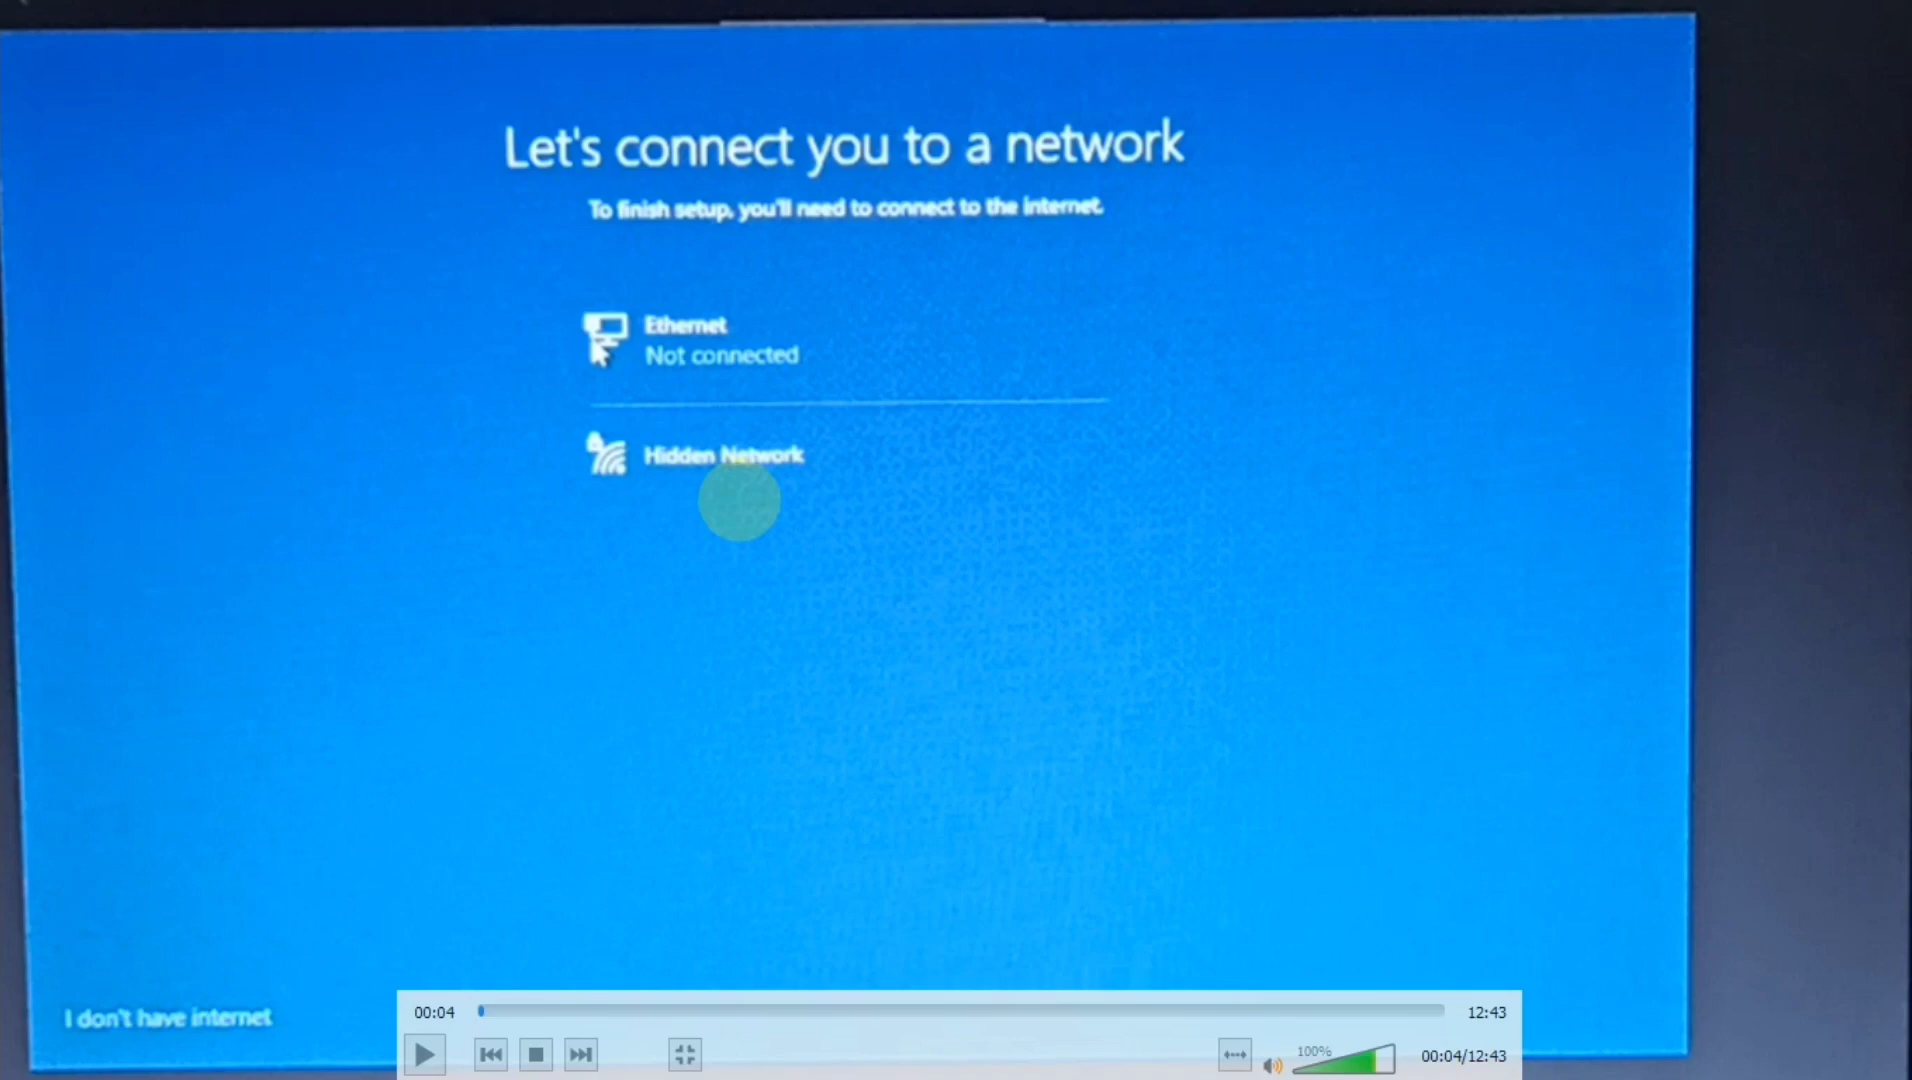 Let's connect you to a network
To finish setup, you'll need to connect to the internet.
Ethernet
Not connected
Hidden Network
I don't have internet
00:04
12:43
100%
00:04/12:43